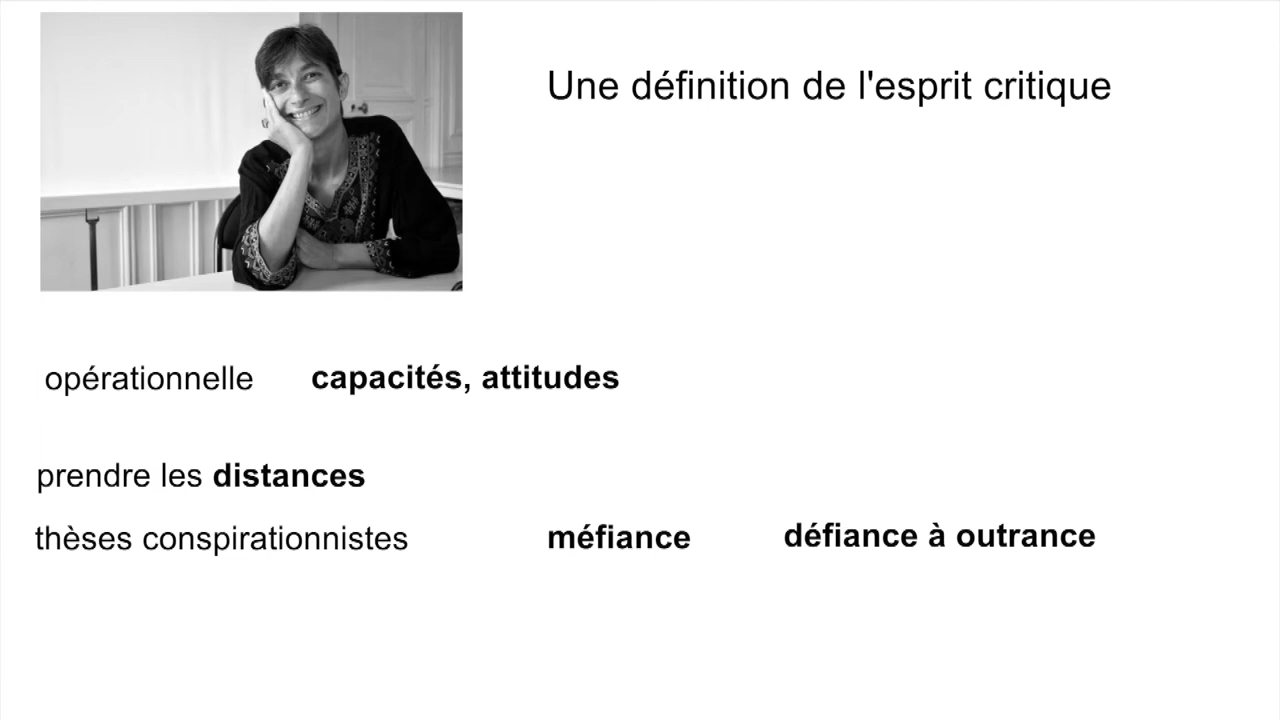 Une définition de l'esprit critique
opérationnelle capacités, attitudes
prendre les distances
thèses conspirationnistes méfiance défiance à outrance